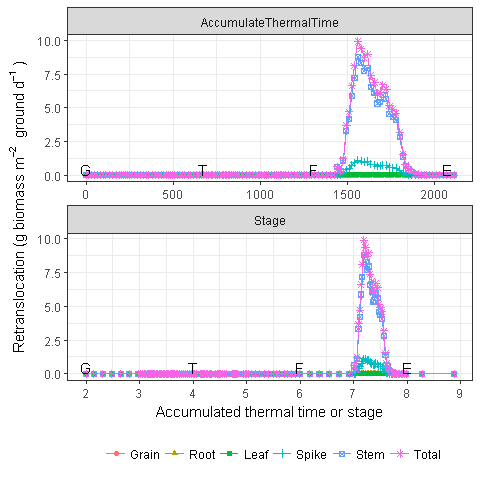 AccumulateThermalTime
10.0
7.5
5.0
2.5
0.0
G T F E
0 500 1000 1500 2000
Stage
10.0
7.5
5.0
2.5
0.0
G T F E
2 3 4 5 6 7 8 9
Accumulated thermal time or stage
Retranslocation (g biomass m⁻² ground d⁻¹ )
Grain Root Leaf Spike Stem Total